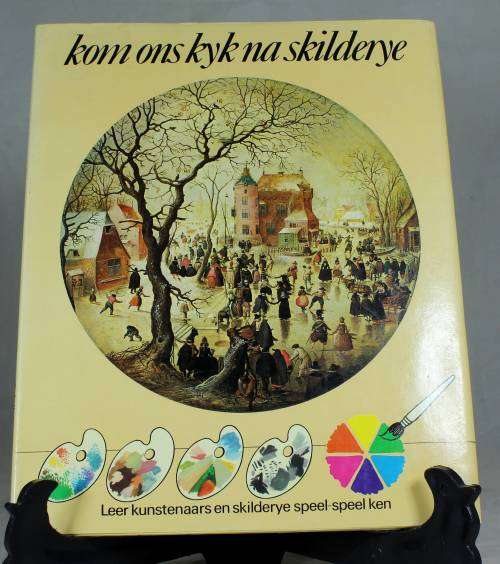 kom ons kyk na skilderye
Leer kunstenaars en skilderye speel-speel ken